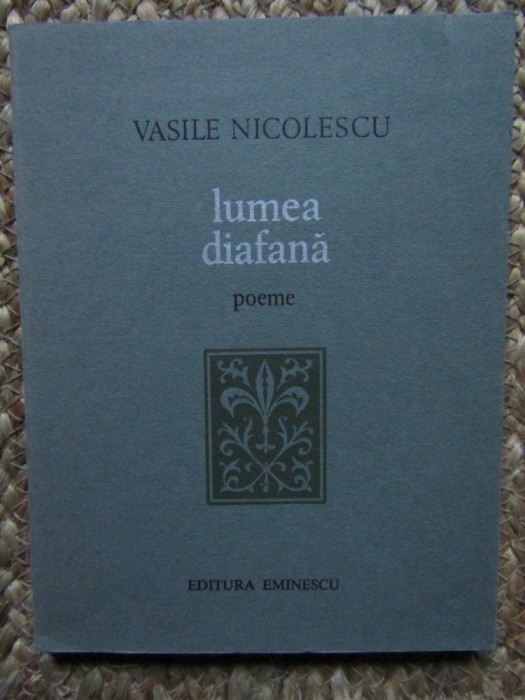 VASILE NICOLESCU
lumea
diafană
poeme
EDITURA EMINESCU